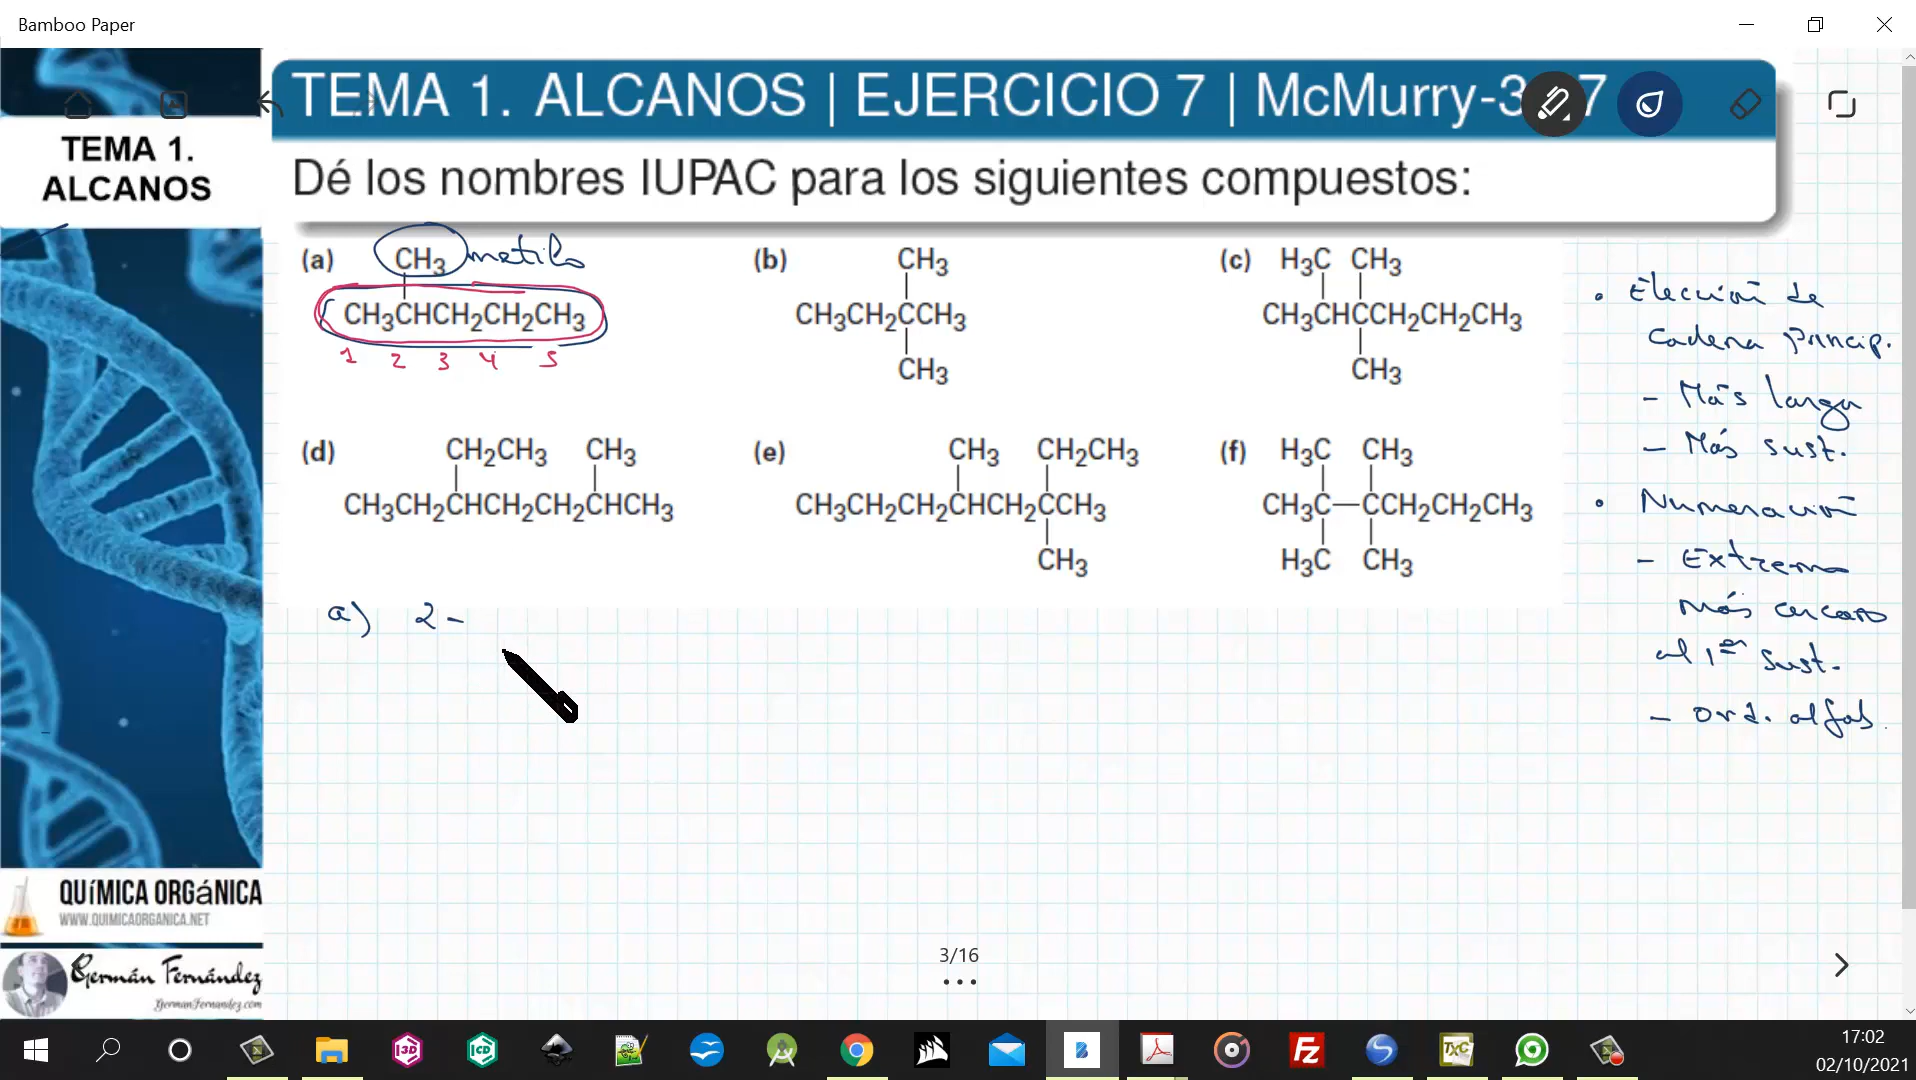 Bamboo Paper
TEMA 1. ALCANOS | EJERCICIO 7 | McMurry-3 7
Dé los nombres IUPAC para los siguientes compuestos:
TEMA 1.
ALCANOS
(a) CH3 metilo
CH3CHCH2CH2CH3
1 2 3 4 5
(b) CH3
CH3CH2CCH3
CH3
(c) H3C CH3
CH3CHCCH2CH2CH3
CH3
(d) CH2CH3 CH3
CH3CH2CHCH2CH2CHCH3
(e) CH3 CH2CH3
CH3CH2CH2CHCH2CCH3
CH3
(f) H3C CH3
CH3C—CCH2CH2CH3
H3C CH3
a) 2-
• Elección de
Cadena princip.
- Más larga
- Más sust.
• Numeración
- Extremo
más cercano
al 1er sust.
- Ord. alfab.
QUÍMICA ORGáNICA
WWW.QUIMICAORGANICA.NET
Germán Fernández
GermanFernandez.com
3/16
17:02
02/10/2021